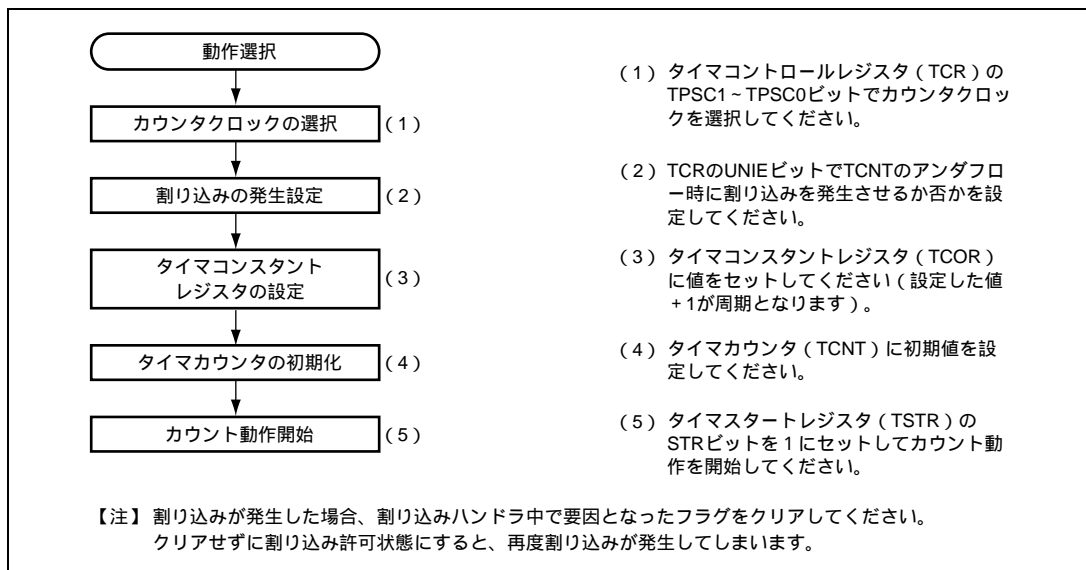 動作選択
カウンタクロックの選択 （1）
割り込みの発生設定 （2）
タイマコンスタント
レジスタの設定 （3）
タイマカウンタの初期化 （4）
カウント動作開始 （5）
（1） タイマコントロールレジスタ（TCR）の
TPSC1～TPSC0ビットでカウンタクロッ
クを選択してください。
（2） TCRのUNIEビットでTCNTのアンダフロ
ー時に割り込みを発生させるか否かを設
定してください。
（3） タイマコンスタントレジスタ（TCOR）
に値をセットしてください（設定した値
+1が周期となります）。
（4） タイマカウンタ（TCNT）に初期値を設
定してください。
（5） タイマスタートレジスタ（TSTR）の
STRビットを1にセットしてカウント動
作を開始してください。
【注】 割り込みが発生した場合、割り込みハンドラ中で要因となったフラグをクリアしてください。
クリアせずに割り込み許可状態にすると、再度割り込みが発生してしまいます。